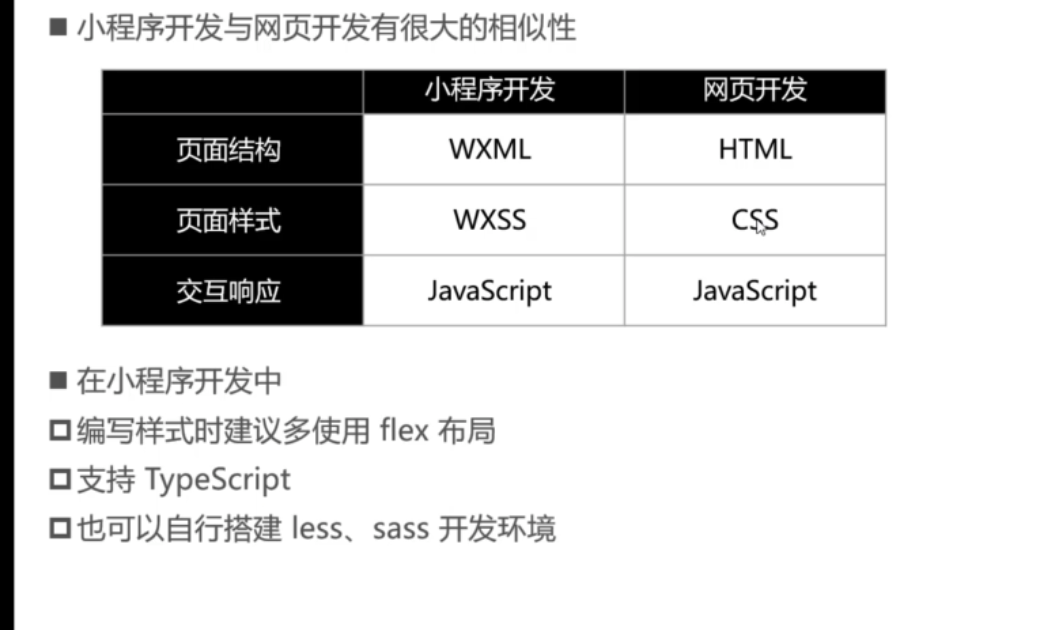 小程序开发与网页开发有很大的相似性
小程序开发 网页开发
页面结构 WXML HTML
页面样式 WXSS CSS
交互响应 JavaScript JavaScript
在小程序开发中
编写样式时建议多使用 flex 布局
支持 TypeScript
也可以自行搭建 less、sass 开发环境